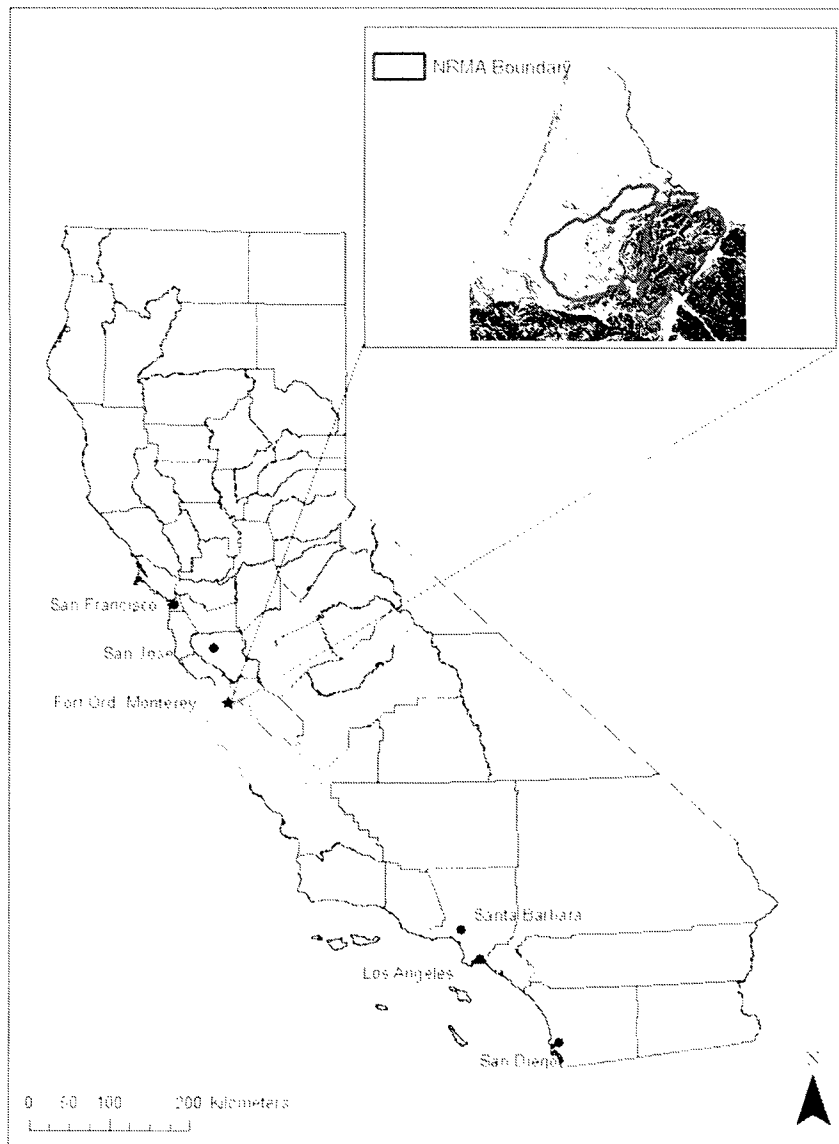 NRMA Boundary
San Francisco
San Jose
Fort Ord Monterey
Santa Barbara
Los Angeles
San Diego
N
0 50 100 200 Kilometers